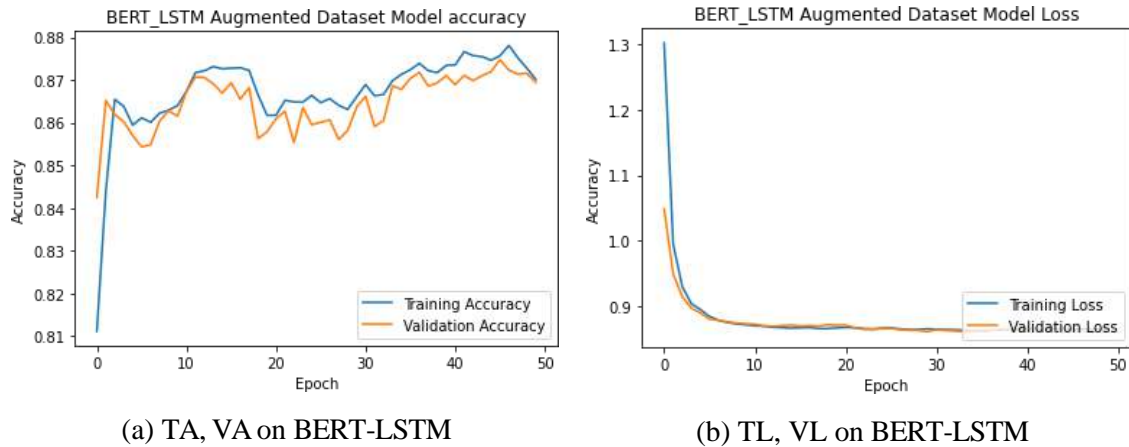 BERT_LSTM Augmented Dataset Model accuracy
0.88
0.87
0.86
0.85
0.84
0.83
0.82
0.81
Accuracy
Training Accuracy
Validation Accuracy
0 10 20 30 40 50
Epoch
(a) TA, VA on BERT-LSTM
BERT_LSTM Augmented Dataset Model Loss
1.3
1.2
1.1
1.0
0.9
Accuracy
Training Loss
Validation Loss
0 10 20 30 40 50
Epoch
(b) TL, VL on BERT-LSTM